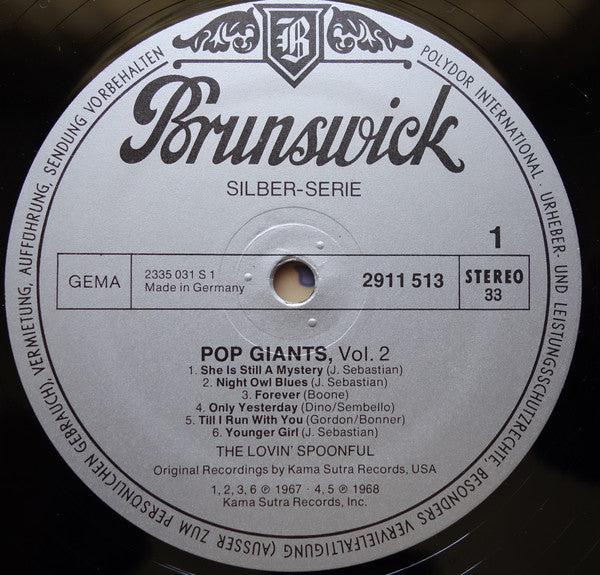 B
Brunswick
SILBER-SERIE
1
GEMA
2335 031 S 1
Made in Germany
2911 513
STEREO
33
POP GIANTS, Vol. 2
1. She Is Still A Mystery (J. Sebastian)
2. Night Owl Blues (J. Sebastian)
3. Forever (Boone)
4. Only Yesterday (Dino/Sembello)
5. Till I Run With You (Gordon/Bonner)
6. Younger Girl (J. Sebastian)
THE LOVIN' SPOONFUL
Original Recordings by Kama Sutra Records, USA
1, 2, 3, 6 ℗ 1967 · 4, 5 ℗ 1968
Kama Sutra Records, Inc.
POLYDOR INTERNATIONAL · URHEBER- UND LEISTUNGSSCHUTZRECHTE, BESONDERS VERVIELFÄLTIGUNG (AUSSER ZUM PERSÖNLICHEN GEBRAUCH), VERMIETUNG, AUFFÜHRUNG, SENDUNG VORBEHALTEN